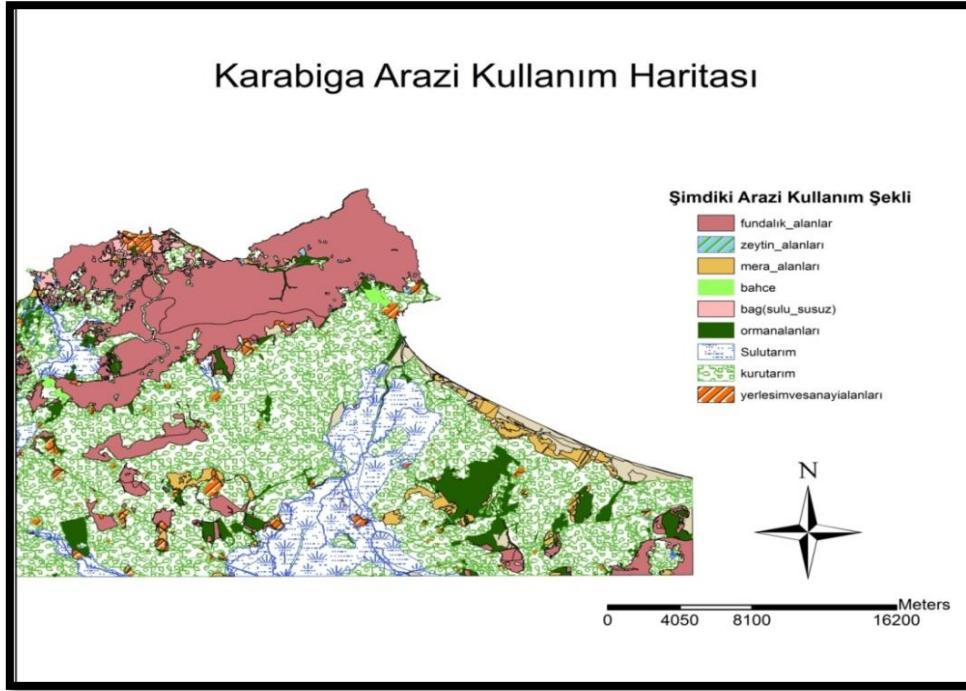 Karabiga Arazi Kullanım Haritası
Şimdiki Arazi Kullanım Şekli
fundalık_alanlar
zeytin_alanları
mera_alanları
bahce
bag(sulu_susuz)
ormanalanları
Sulutarım
kurutarım
yerlesimvesanayialanları
N
Meters
0 4050 8100 16200